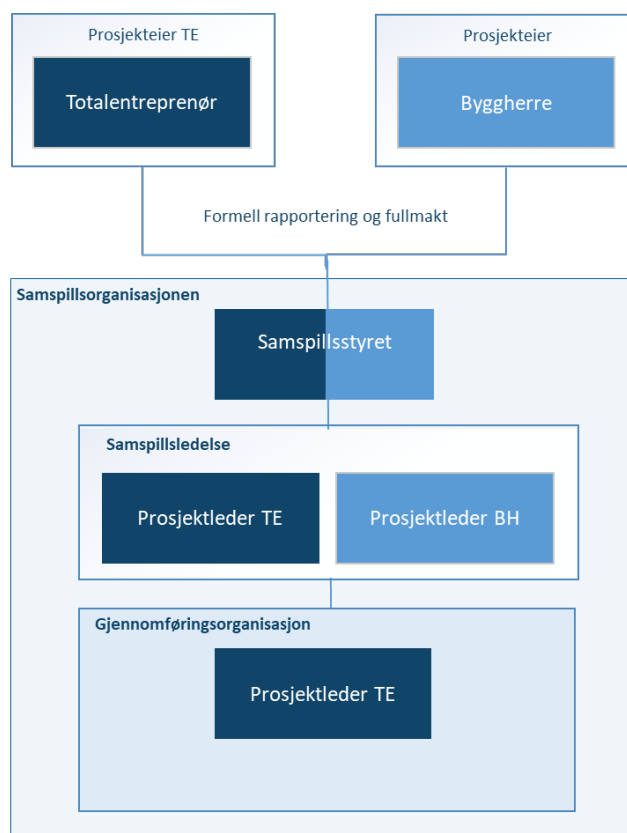 Prosjekteier TE
Prosjekteier
Totalentreprenør
Byggherre
Formell rapportering og fullmakt
Samspillsorganisasjonen
Samspillsstyret
Samspillsledelse
Prosjektleder TE
Prosjektleder BH
Gjennomføringsorganisasjon
Prosjektleder TE